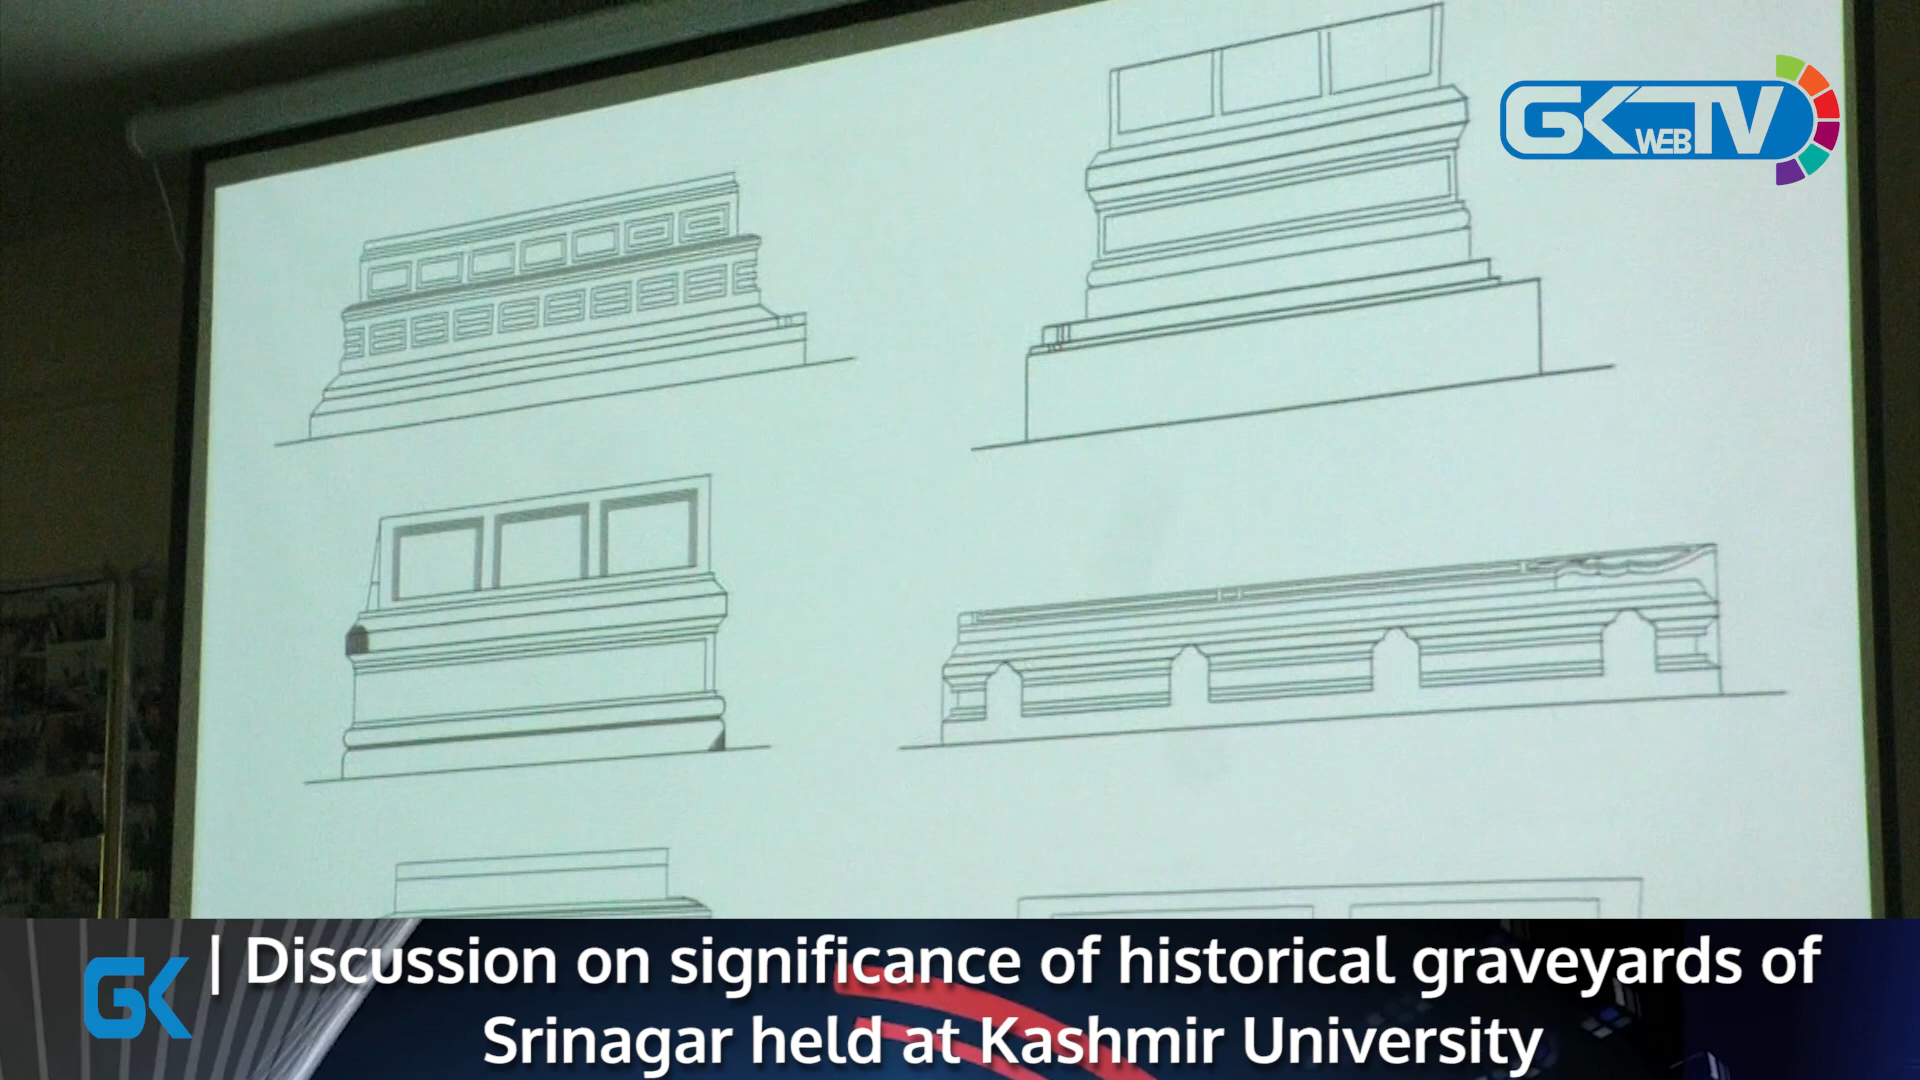 GK WEB TV
GK | Discussion on significance of historical graveyards of
Srinagar held at Kashmir University